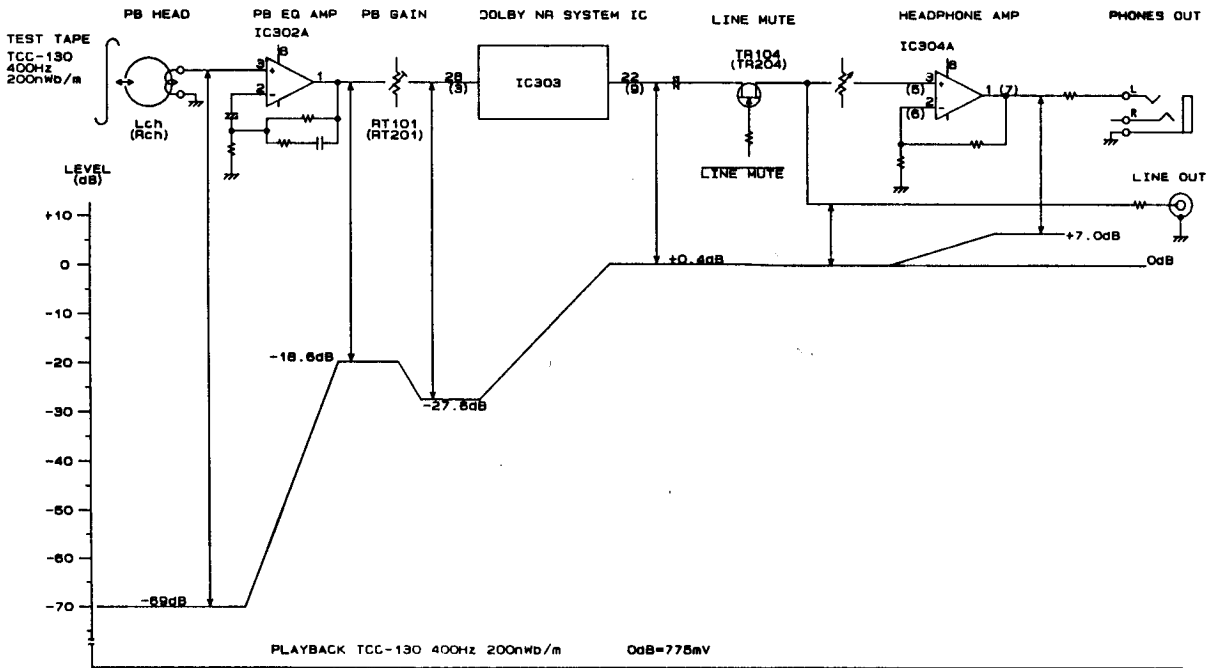 PB HEAD
PB EQ AMP
PB GAIN
DOLBY NR SYSTEM IC
LINE MUTE
HEADPHONE AMP
PHONES OUT
TEST TAPE
TCC-130
400Hz
200nWb/m
IC302A
8
3
+
2
-
1
Lch
(Rch)
RT101
(RT201)
28
(3)
IC303
22
(9)
TR104
(TR204)
LINE MUTE
IC304A
8
3
(5)
+
2
(6)
-
1 (7)
L
R
LINE OUT
LEVEL
(dB)
+10
0
-10
-20
-30
-40
-50
-60
-70
-69dB
-18.6dB
-27.6dB
+0.4dB
+7.0dB
0dB
PLAYBACK TCC-130 400Hz 200nWb/m
0dB=775mV